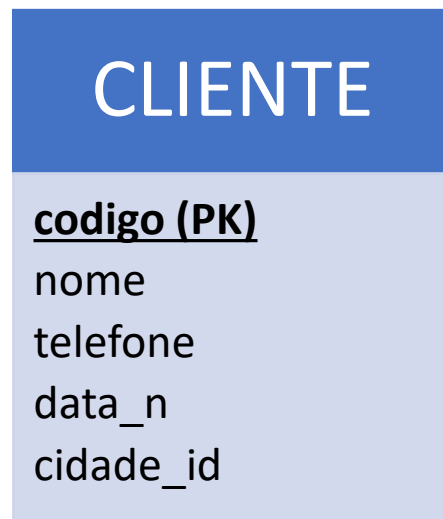 CLIENTE
codigo (PK)
nome
telefone
data_n
cidade_id